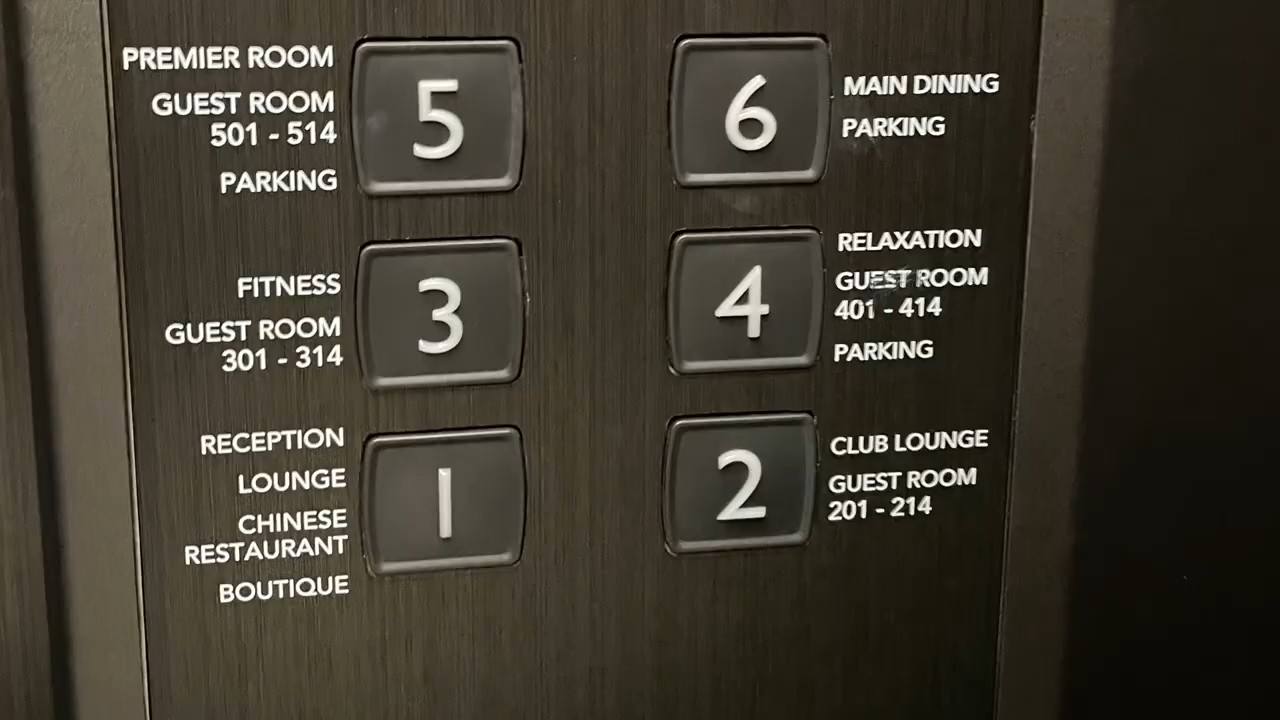 PREMIER ROOM
GUEST ROOM
501 - 514
PARKING
5
6
MAIN DINING
PARKING
FITNESS
GUEST ROOM
301 - 314
3
4
RELAXATION
GUEST ROOM
401 - 414
PARKING
RECEPTION
LOUNGE
CHINESE
RESTAURANT
BOUTIQUE
1
2
CLUB LOUNGE
GUEST ROOM
201 - 214